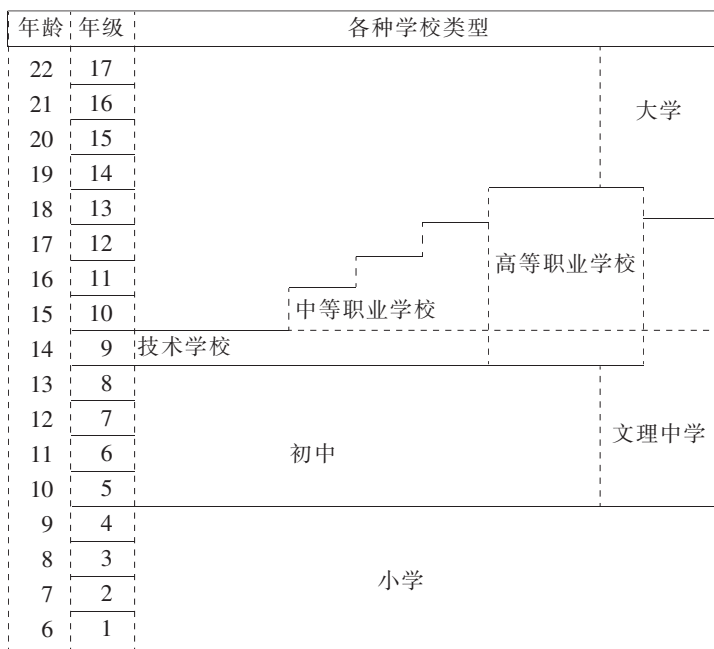 年龄 年级 各种学校类型
22 17
21 16 大学
20 15
19 14
18 13
17 12
高等职业学校
16 11
15 10 中等职业学校
14 9 技术学校
13 8
12 7 文理中学
11 6 初中
10 5
9 4
8 3 小学
7 2
6 1